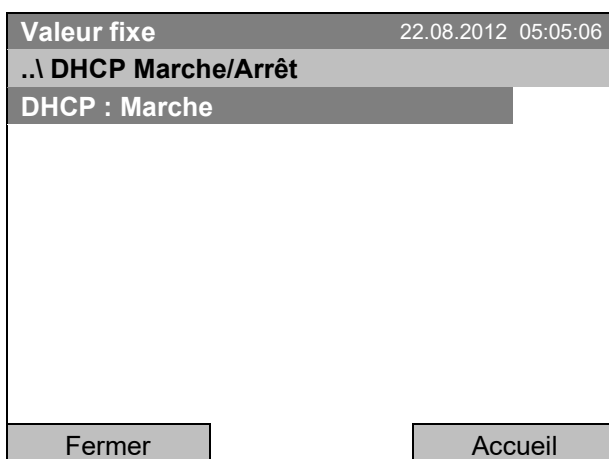 Valeur fixe 22.08.2012 05:05:06
..\ DHCP Marche/Arrêt
DHCP : Marche
Fermer Accueil